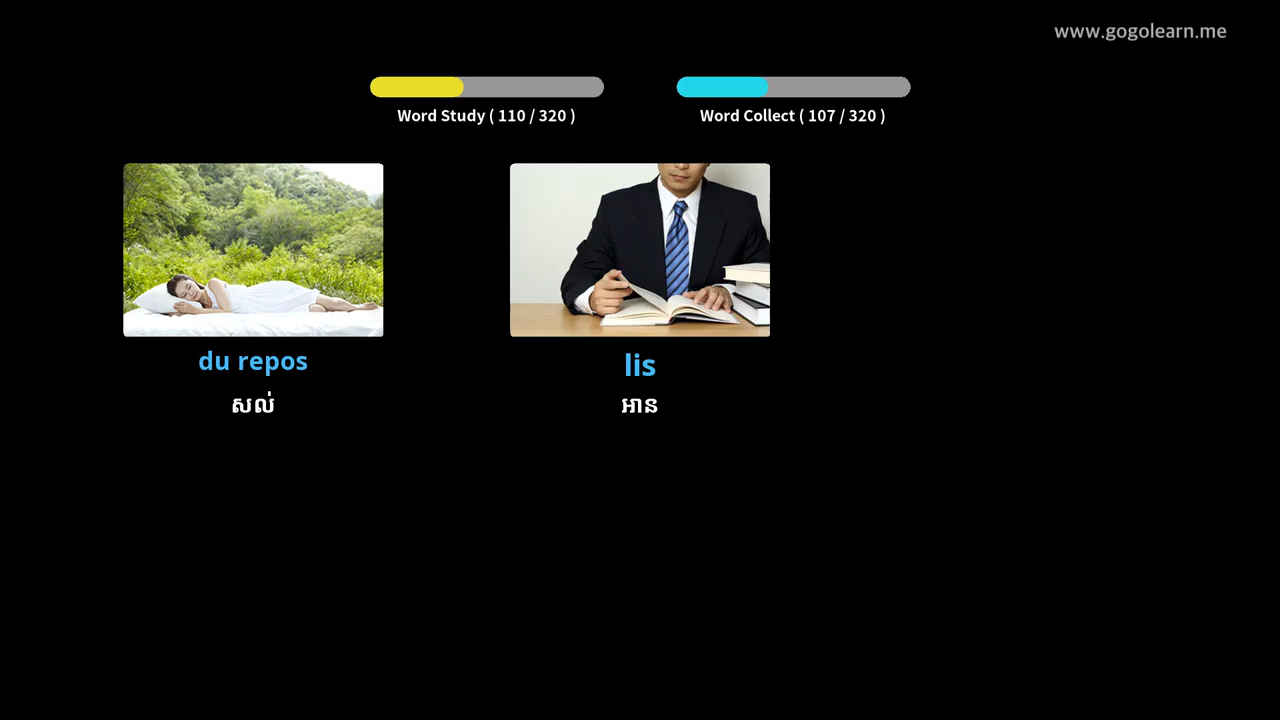 www.gogolearn.me
Word Study ( 110 / 320 )
Word Collect ( 107 / 320 )
du repos
lis
សល់
អាន